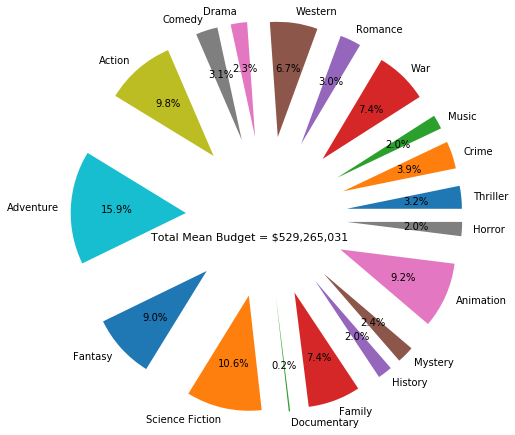 Drama
Western
Comedy
Romance
Action
War
Music
Crime
Thriller
Horror
Animation
Mystery
History
Family
Documentary
Science Fiction
Fantasy
Adventure
2.3%
6.7%
3.1%
3.0%
9.8%
7.4%
2.0%
3.9%
3.2%
2.0%
9.2%
2.4%
2.0%
7.4%
0.2%
10.6%
9.0%
15.9%
Total Mean Budget = $529,265,031